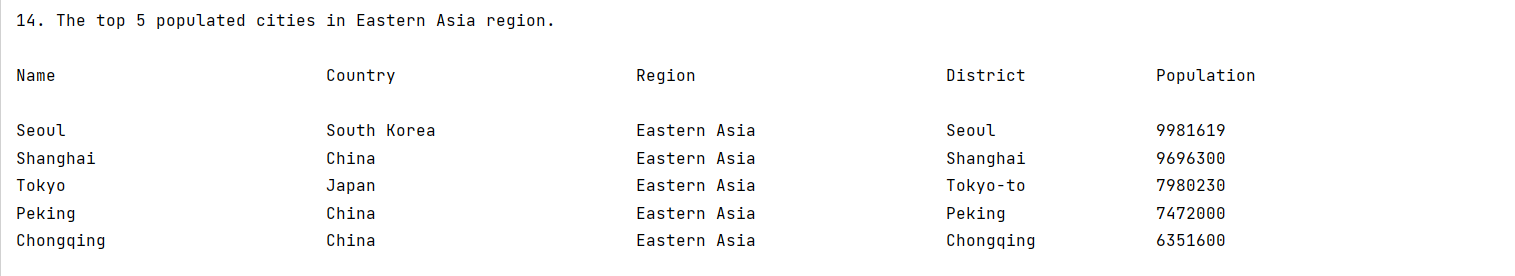 14. The top 5 populated cities in Eastern Asia region.
Name Country Region District Population
Seoul South Korea Eastern Asia Seoul 9981619
Shanghai China Eastern Asia Shanghai 9696300
Tokyo Japan Eastern Asia Tokyo-to 7980230
Peking China Eastern Asia Peking 7472000
Chongqing China Eastern Asia Chongqing 6351600